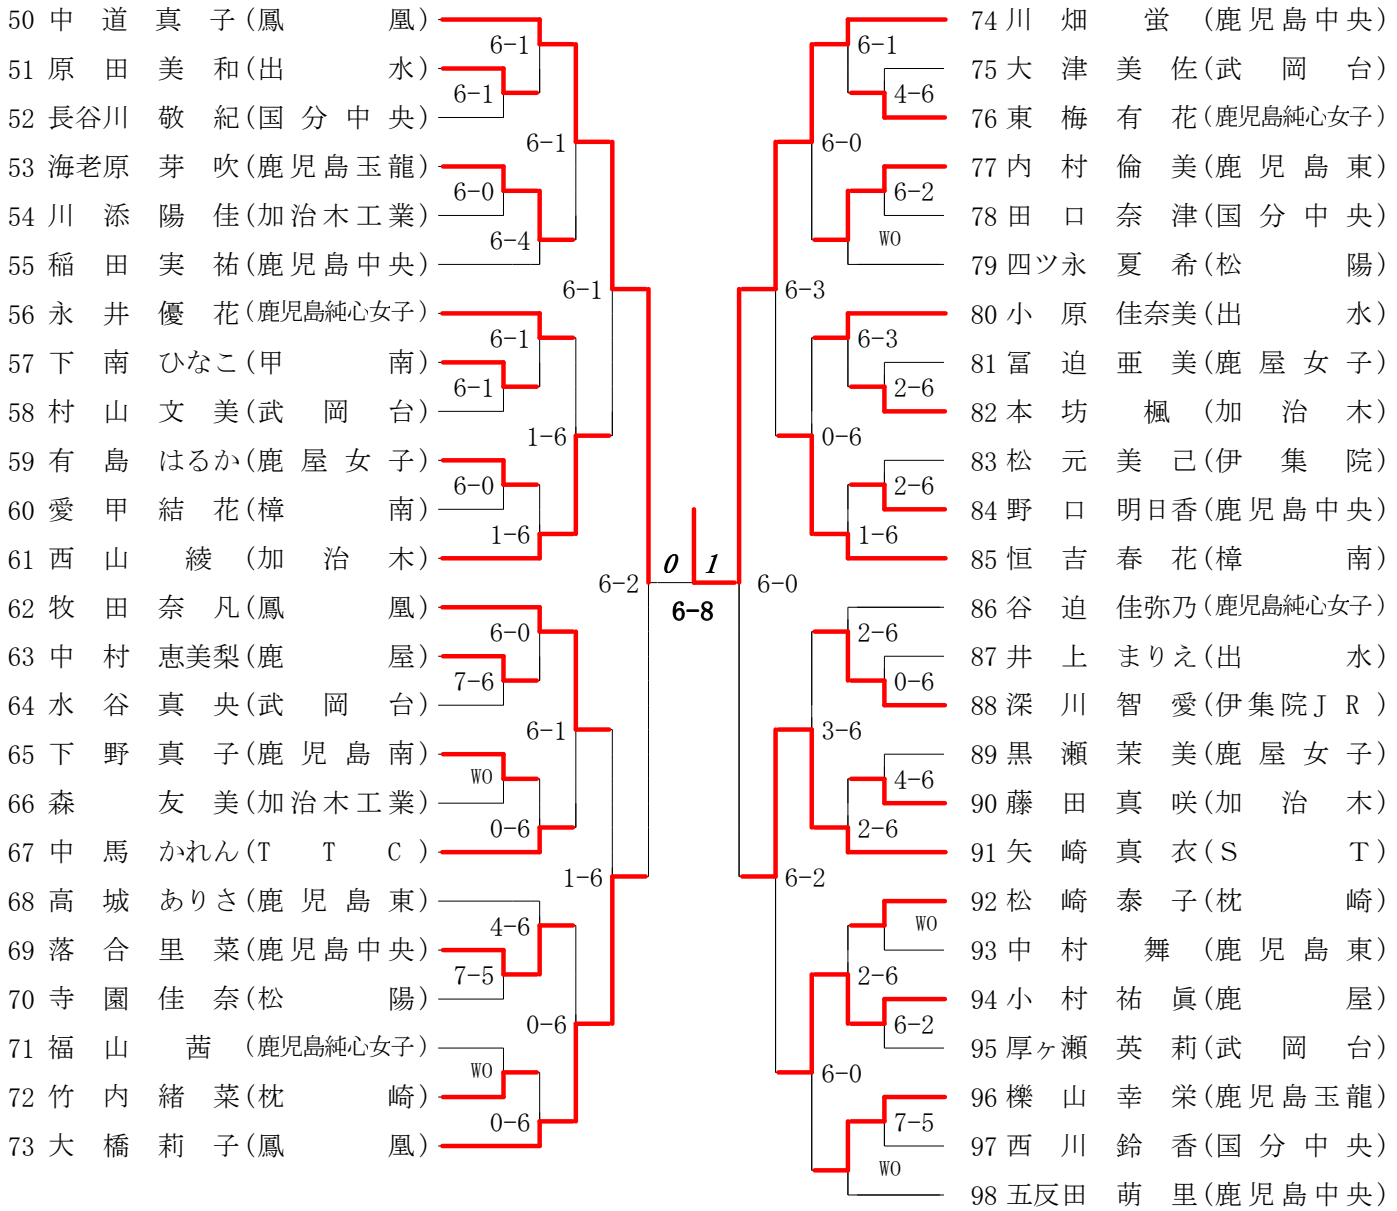 50 中道真子(鳳凰)
6-1
51 原田美和(出水)
6-1
52 長谷川敬紀(国分中央)
6-1
53 海老原芽吹(鹿児島玉龍)
6-0
54 川添陽佳(加治木工業)
6-4
55 稲田実祐(鹿児島中央)
6-1
56 永井優花(鹿児島純心女子)
6-1
57 下南ひなこ(甲南)
6-1
58 村山文美(武岡台)
1-6
59 有島はるか(鹿屋女子)
6-0
60 愛甲結花(樟南)
1-6
61 西山綾(加治木)
6-2
62 牧田奈凡(鳳凰)
6-0
63 中村恵美梨(鹿屋)
7-6
64 水谷真央(武岡台)
6-1
65 下野真子(鹿児島南)
WO
66 森友美(加治木工業)
0-6
67 中馬かれん(TTC)
1-6
68 高城ありさ(鹿児島東)
4-6
69 落合里菜(鹿児島中央)
7-5
70 寺園佳奈(松陽)
0-6
71 福山茜(鹿児島純心女子)
WO
72 竹内緒菜(枕崎)
0-6
73 大橋莉子(鳳凰)
0 1
6-8
74 川畑蛍(鹿児島中央)
6-1
75 大津美佐(武岡台)
4-6
76 東梅有花(鹿児島純心女子)
6-0
77 内村倫美(鹿児島東)
6-2
78 田口奈津(国分中央)
WO
79 四ツ永夏希(松陽)
6-3
80 小原佳奈美(出水)
6-3
81 冨迫亜美(鹿屋女子)
2-6
82 本坊楓(加治木)
0-6
83 松元美己(伊集院)
2-6
84 野口明日香(鹿児島中央)
1-6
85 恒吉春花(樟南)
6-0
86 谷迫佳弥乃(鹿児島純心女子)
2-6
87 井上まりえ(出水)
0-6
88 深川智愛(伊集院JR)
3-6
89 黒瀬茉美(鹿屋女子)
4-6
90 藤田真咲(加治木)
2-6
91 矢崎真衣(ST)
6-2
92 松崎泰子(枕崎)
WO
93 中村舞(鹿児島東)
2-6
94 小村祐眞(鹿屋)
6-2
95 厚ヶ瀬英莉(武岡台)
6-0
96 櫟山幸栄(鹿児島玉龍)
7-5
97 西川鈴香(国分中央)
WO
98 五反田萌里(鹿児島中央)